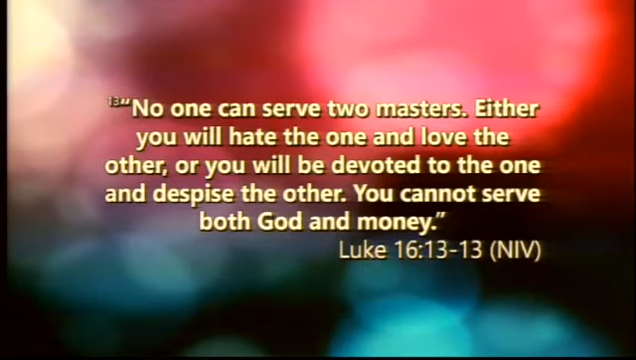 13“No one can serve two masters. Either
you will hate the one and love the
other, or you will be devoted to the one
and despise the other. You cannot serve
both God and money.”
Luke 16:13-13 (NIV)